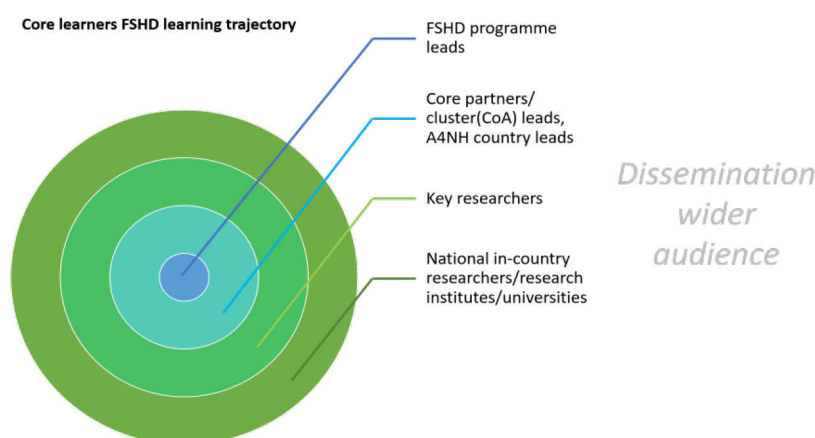 Core learners FSHD learning trajectory
FSHD programme
leads
Core partners/
cluster(CoA) leads,
A4NH country leads
Key researchers
National in-country
researchers/research
institutes/universities
Dissemination
wider
audience